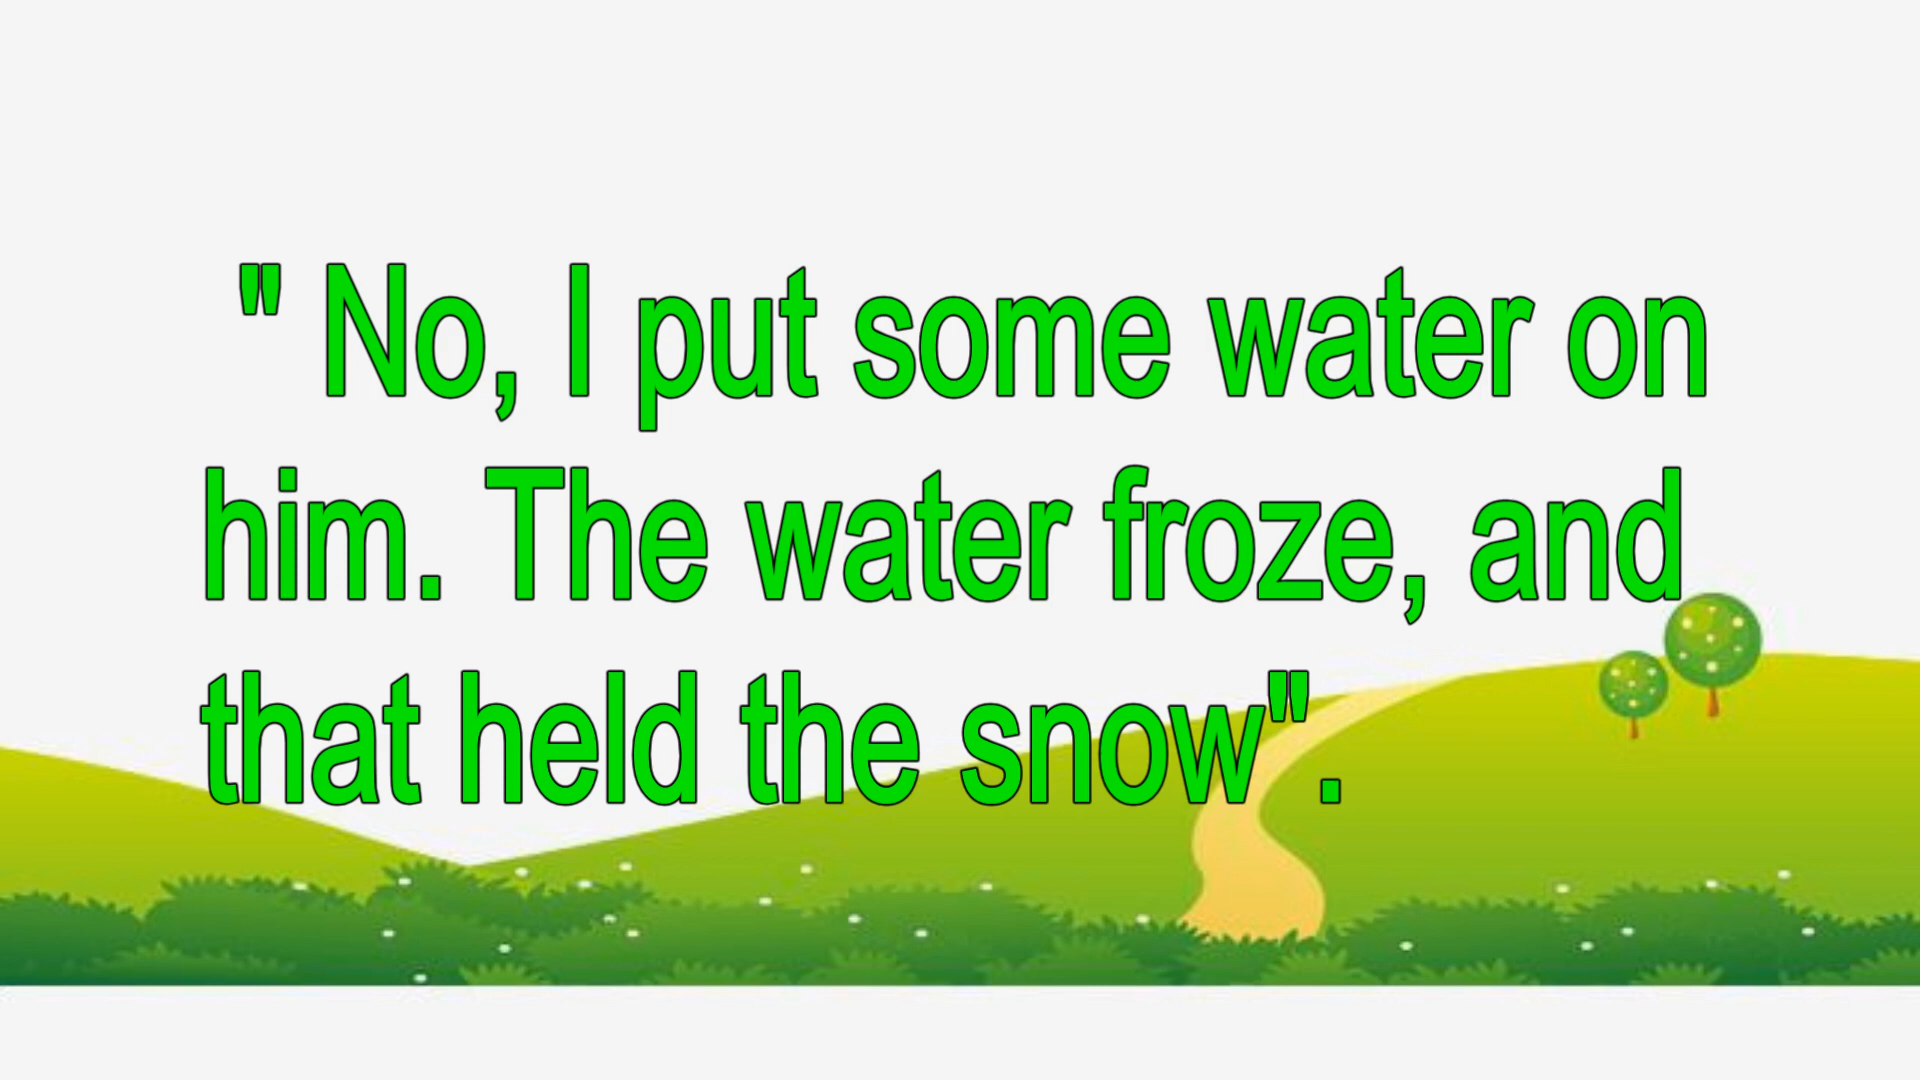 " No, I put some water on
him. The water froze, and
that held the snow".